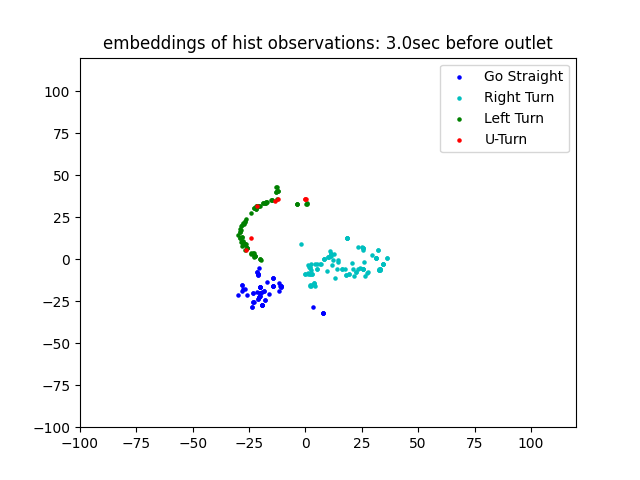 embeddings of hist observations: 3.0sec before outlet
Go Straight
Right Turn
Left Turn
U-Turn
100
75
50
25
0
−25
−50
−75
−100
−100 −75 −50 −25 0 25 50 75 100